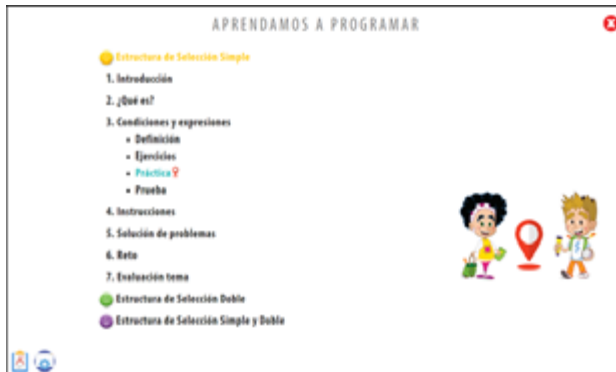 APRENDAMOS A PROGRAMAR
Estructura de Selección Simple
1. Introducción
2. ¿Qué es?
3. Condiciones y expresiones
• Definición
• Ejercicios
• Práctica
• Prueba
4. Instrucciones
5. Solución de problemas
6. Reto
7. Evaluación tema
Estructura de Selección Doble
Estructura de Selección Simple y Doble